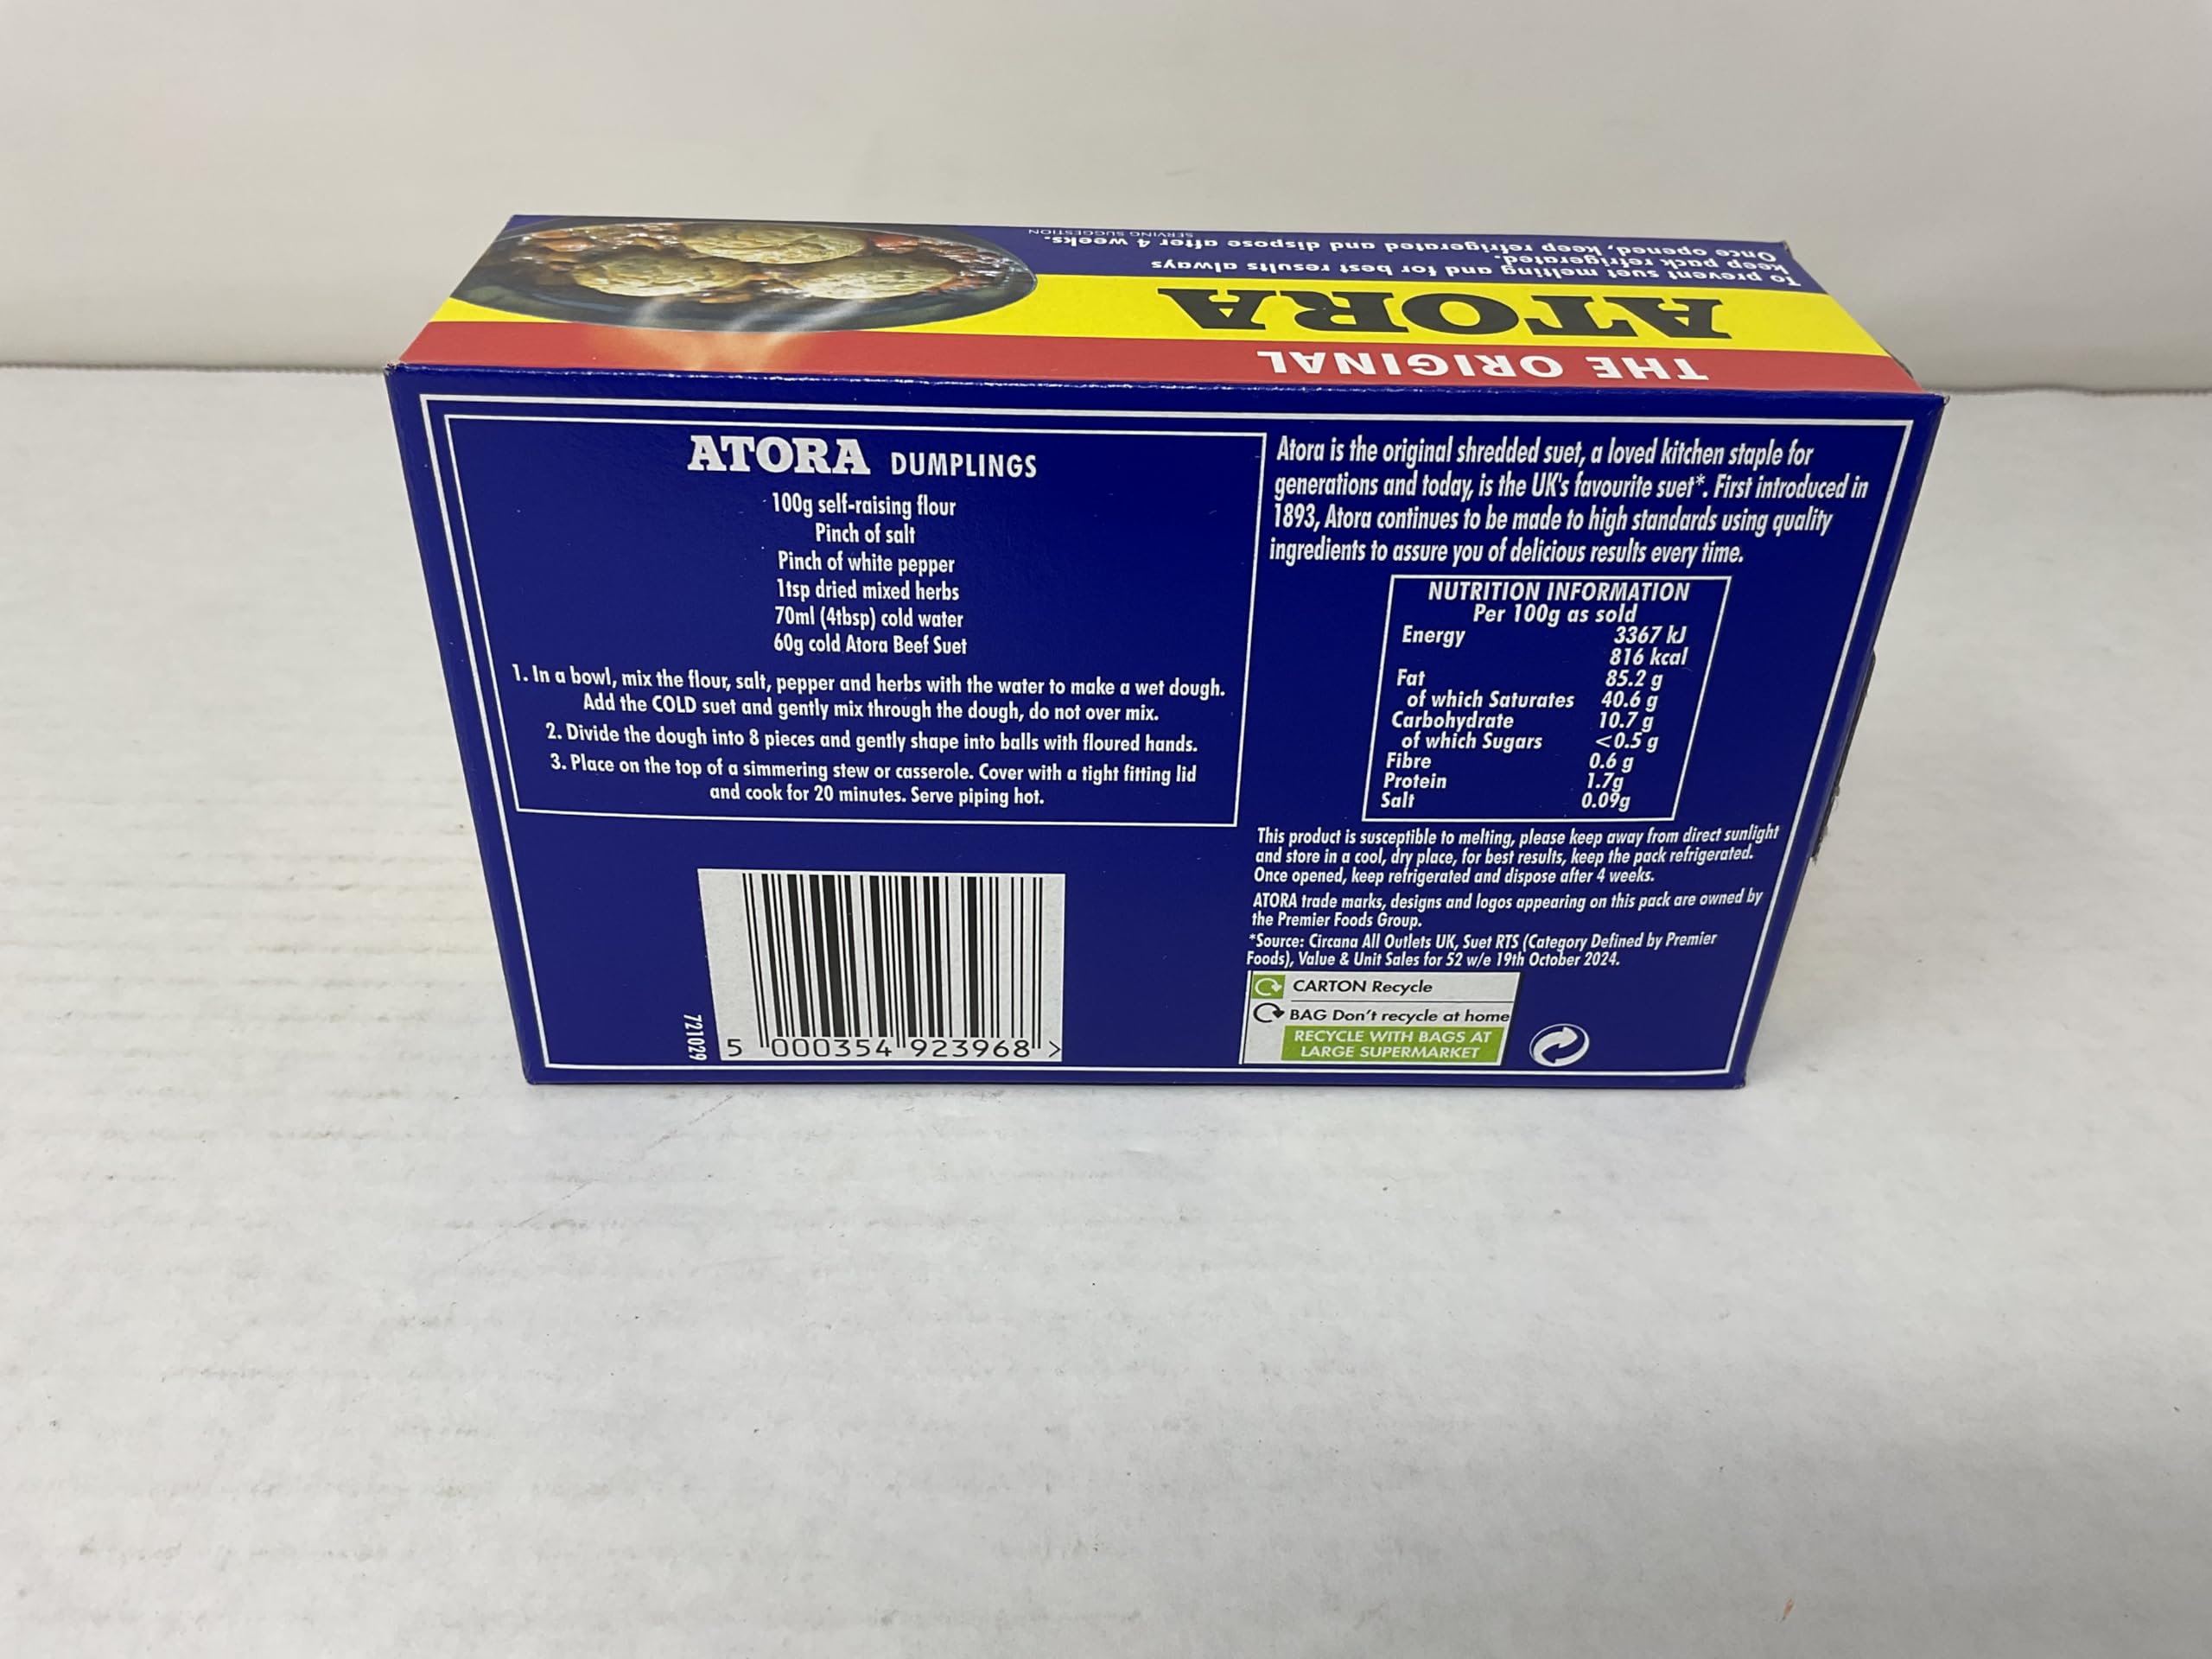 THE ORIGINAL
ATORA
To prevent suet melting and for best results always
keep pack refrigerated.
Once opened, keep refrigerated and dispose after 4 weeks.
SERVING SUGGESTION
ATORA DUMPLINGS
100g self-raising flour
Pinch of salt
Pinch of white pepper
1tsp dried mixed herbs
70ml (4tbsp) cold water
60g cold Atora Beef Suet
1. In a bowl, mix the flour, salt, pepper and herbs with the water to make a wet dough.
Add the COLD suet and gently mix through the dough, do not over mix.
2. Divide the dough into 8 pieces and gently shape into balls with floured hands.
3. Place on the top of a simmering stew or casserole. Cover with a tight fitting lid
and cook for 20 minutes. Serve piping hot.
721029
5 000354 923968 >
Atora is the original shredded suet, a loved kitchen staple for
generations and today, is the UK's favourite suet*. First introduced in
1893, Atora continues to be made to high standards using quality
ingredients to assure you of delicious results every time.
NUTRITION INFORMATION
Per 100g as sold
Energy 3367 kJ
816 kcal
Fat 85.2 g
of which Saturates 40.6 g
Carbohydrate 10.7 g
of which Sugars <0.5 g
Fibre 0.6 g
Protein 1.7g
Salt 0.09g
This product is susceptible to melting, please keep away from direct sunlight
and store in a cool, dry place, for best results, keep the pack refrigerated.
Once opened, keep refrigerated and dispose after 4 weeks.
ATORA trade marks, designs and logos appearing on this pack are owned by
the Premier Foods Group.
*Source: Circana All Outlets UK, Suet RTS (Category Defined by Premier
Foods), Value & Unit Sales for 52 w/e 19th October 2024.
CARTON Recycle
BAG Don't recycle at home
RECYCLE WITH BAGS AT
LARGE SUPERMARKET